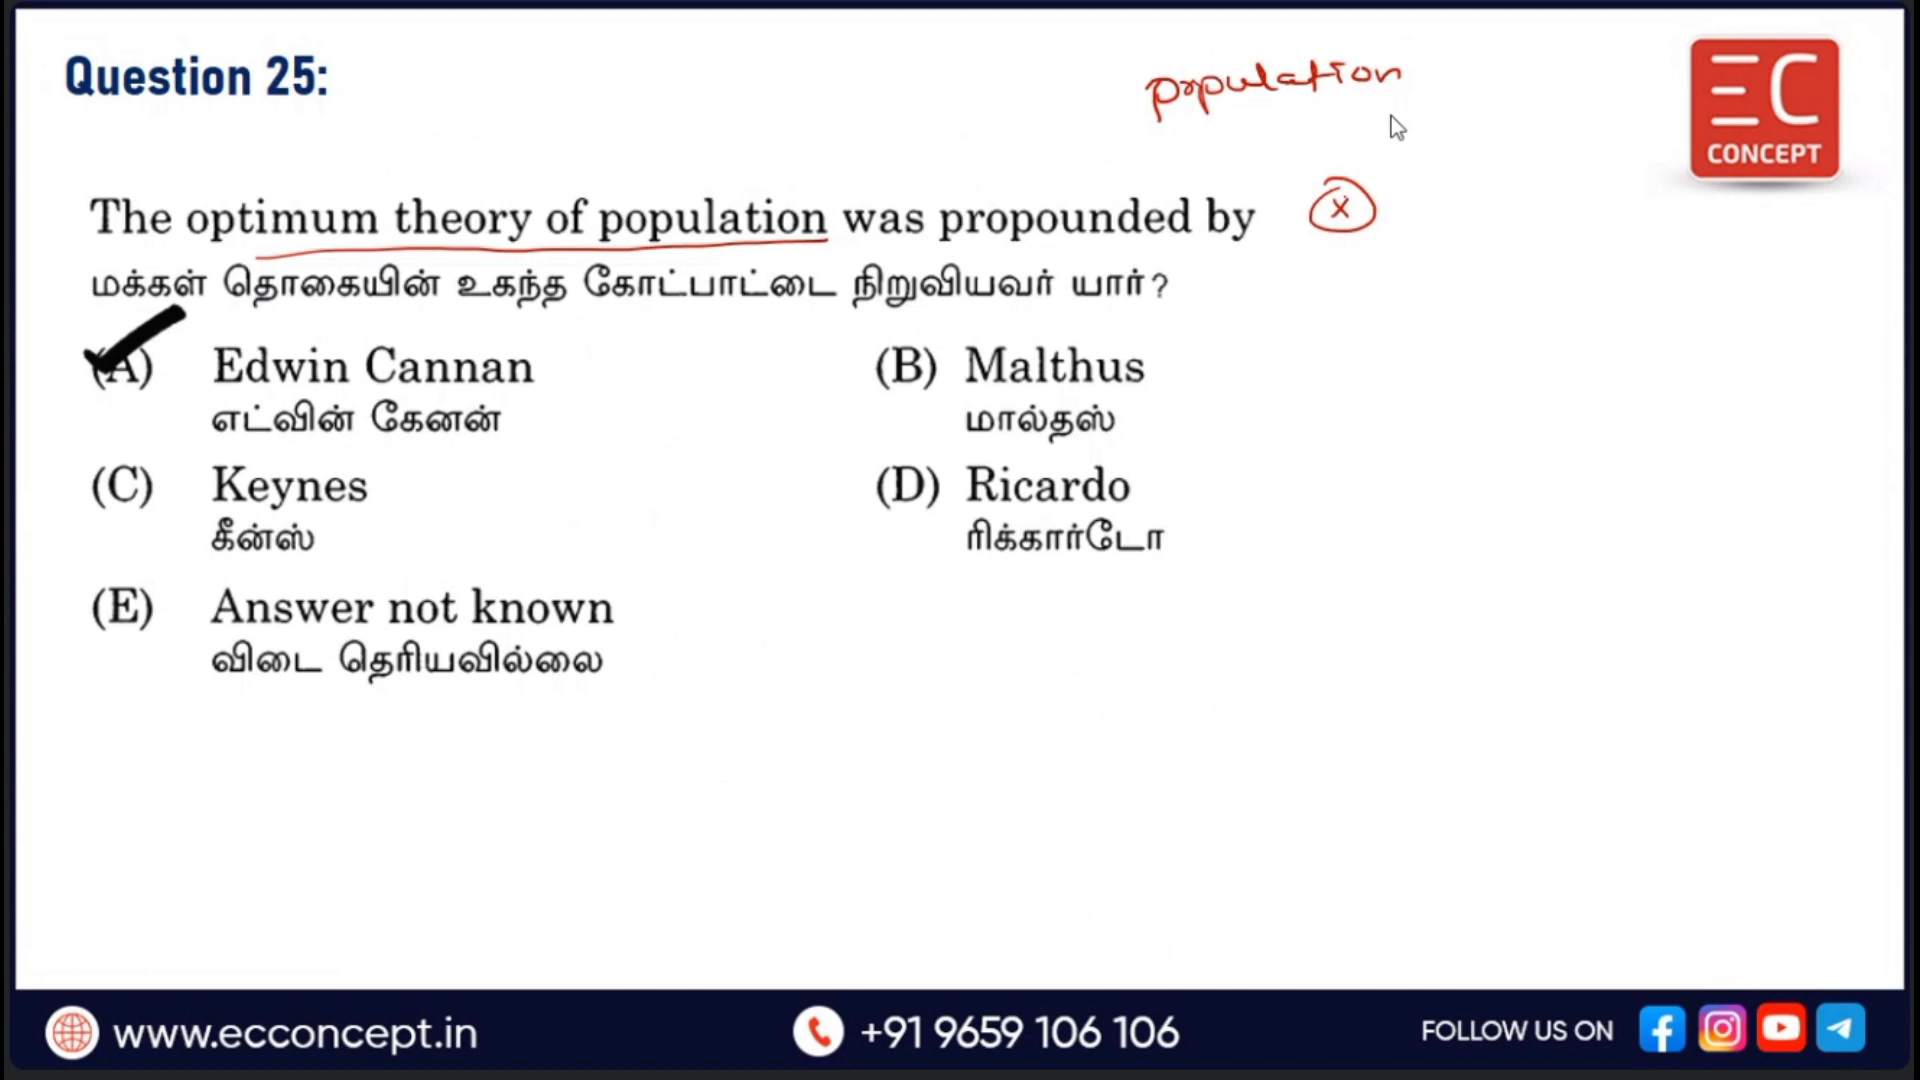 Question 25:
population
EC
CONCEPT
The optimum theory of population was propounded by
x
மக்கள் தொகையின் உகந்த கோட்பாட்டை நிறுவியவர் யார்?
(A) Edwin Cannan
எட்வின் கேனன்
(B) Malthus
மால்தஸ்
(C) Keynes
கீன்ஸ்
(D) Ricardo
ரிக்கார்டோ
(E) Answer not known
விடை தெரியவில்லை
www.ecconcept.in
+91 9659 106 106
FOLLOW US ON